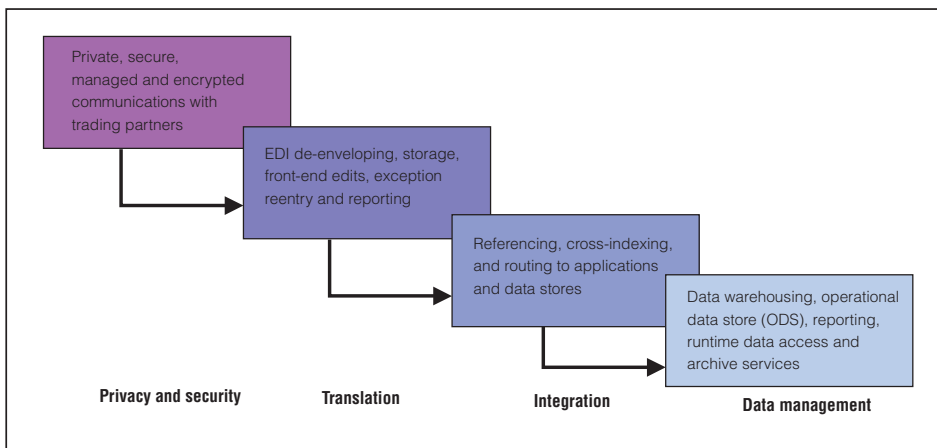 Private, secure,
managed and encrypted
communications with
trading partners
EDI de-enveloping, storage,
front-end edits, exception
reentry and reporting
Referencing, cross-indexing,
and routing to applications
and data stores
Data warehousing, operational
data store (ODS), reporting,
runtime data access and
archive services
Privacy and security
Translation
Integration
Data management